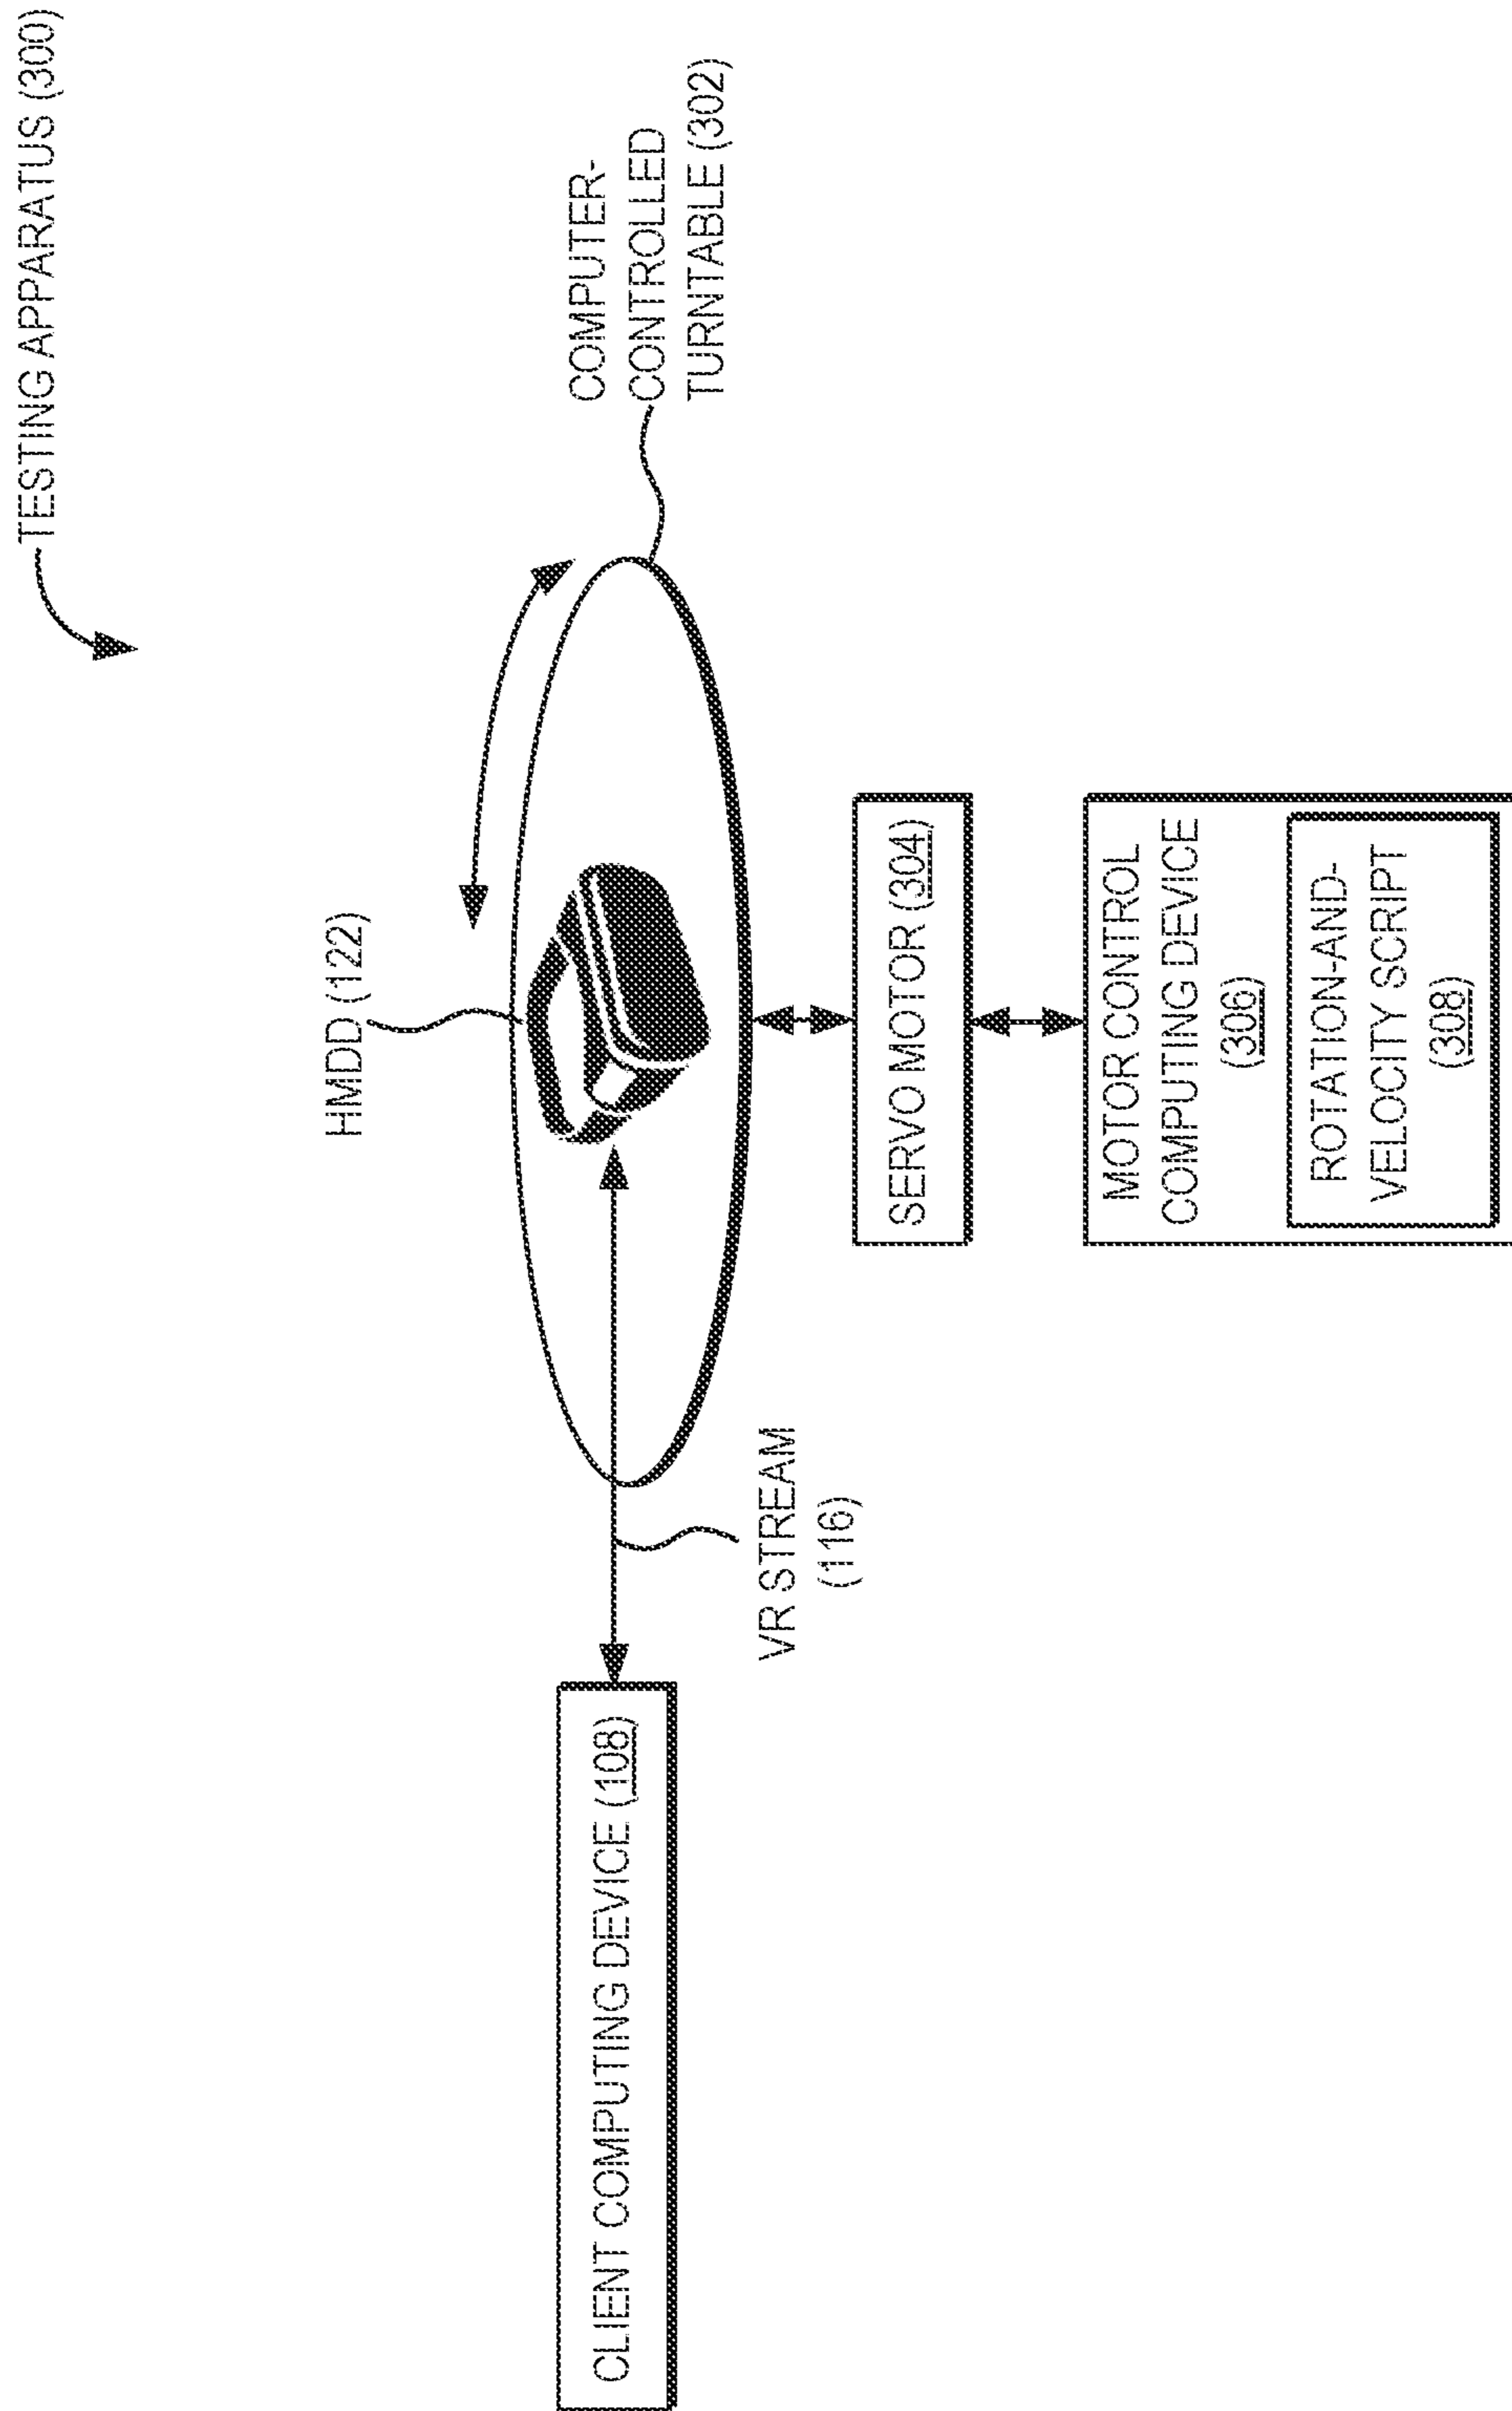 TESTING APPARATUS (300)
HMDD (122)
COMPUTER-
CONTROLLED
TURNTABLE (302)
CLIENT COMPUTING DEVICE (108)
VR STREAM
(116)
SERVO MOTOR (304)
MOTOR CONTROL
COMPUTING DEVICE
(306)
ROTATION-AND-
VELOCITY SCRIPT
(308)